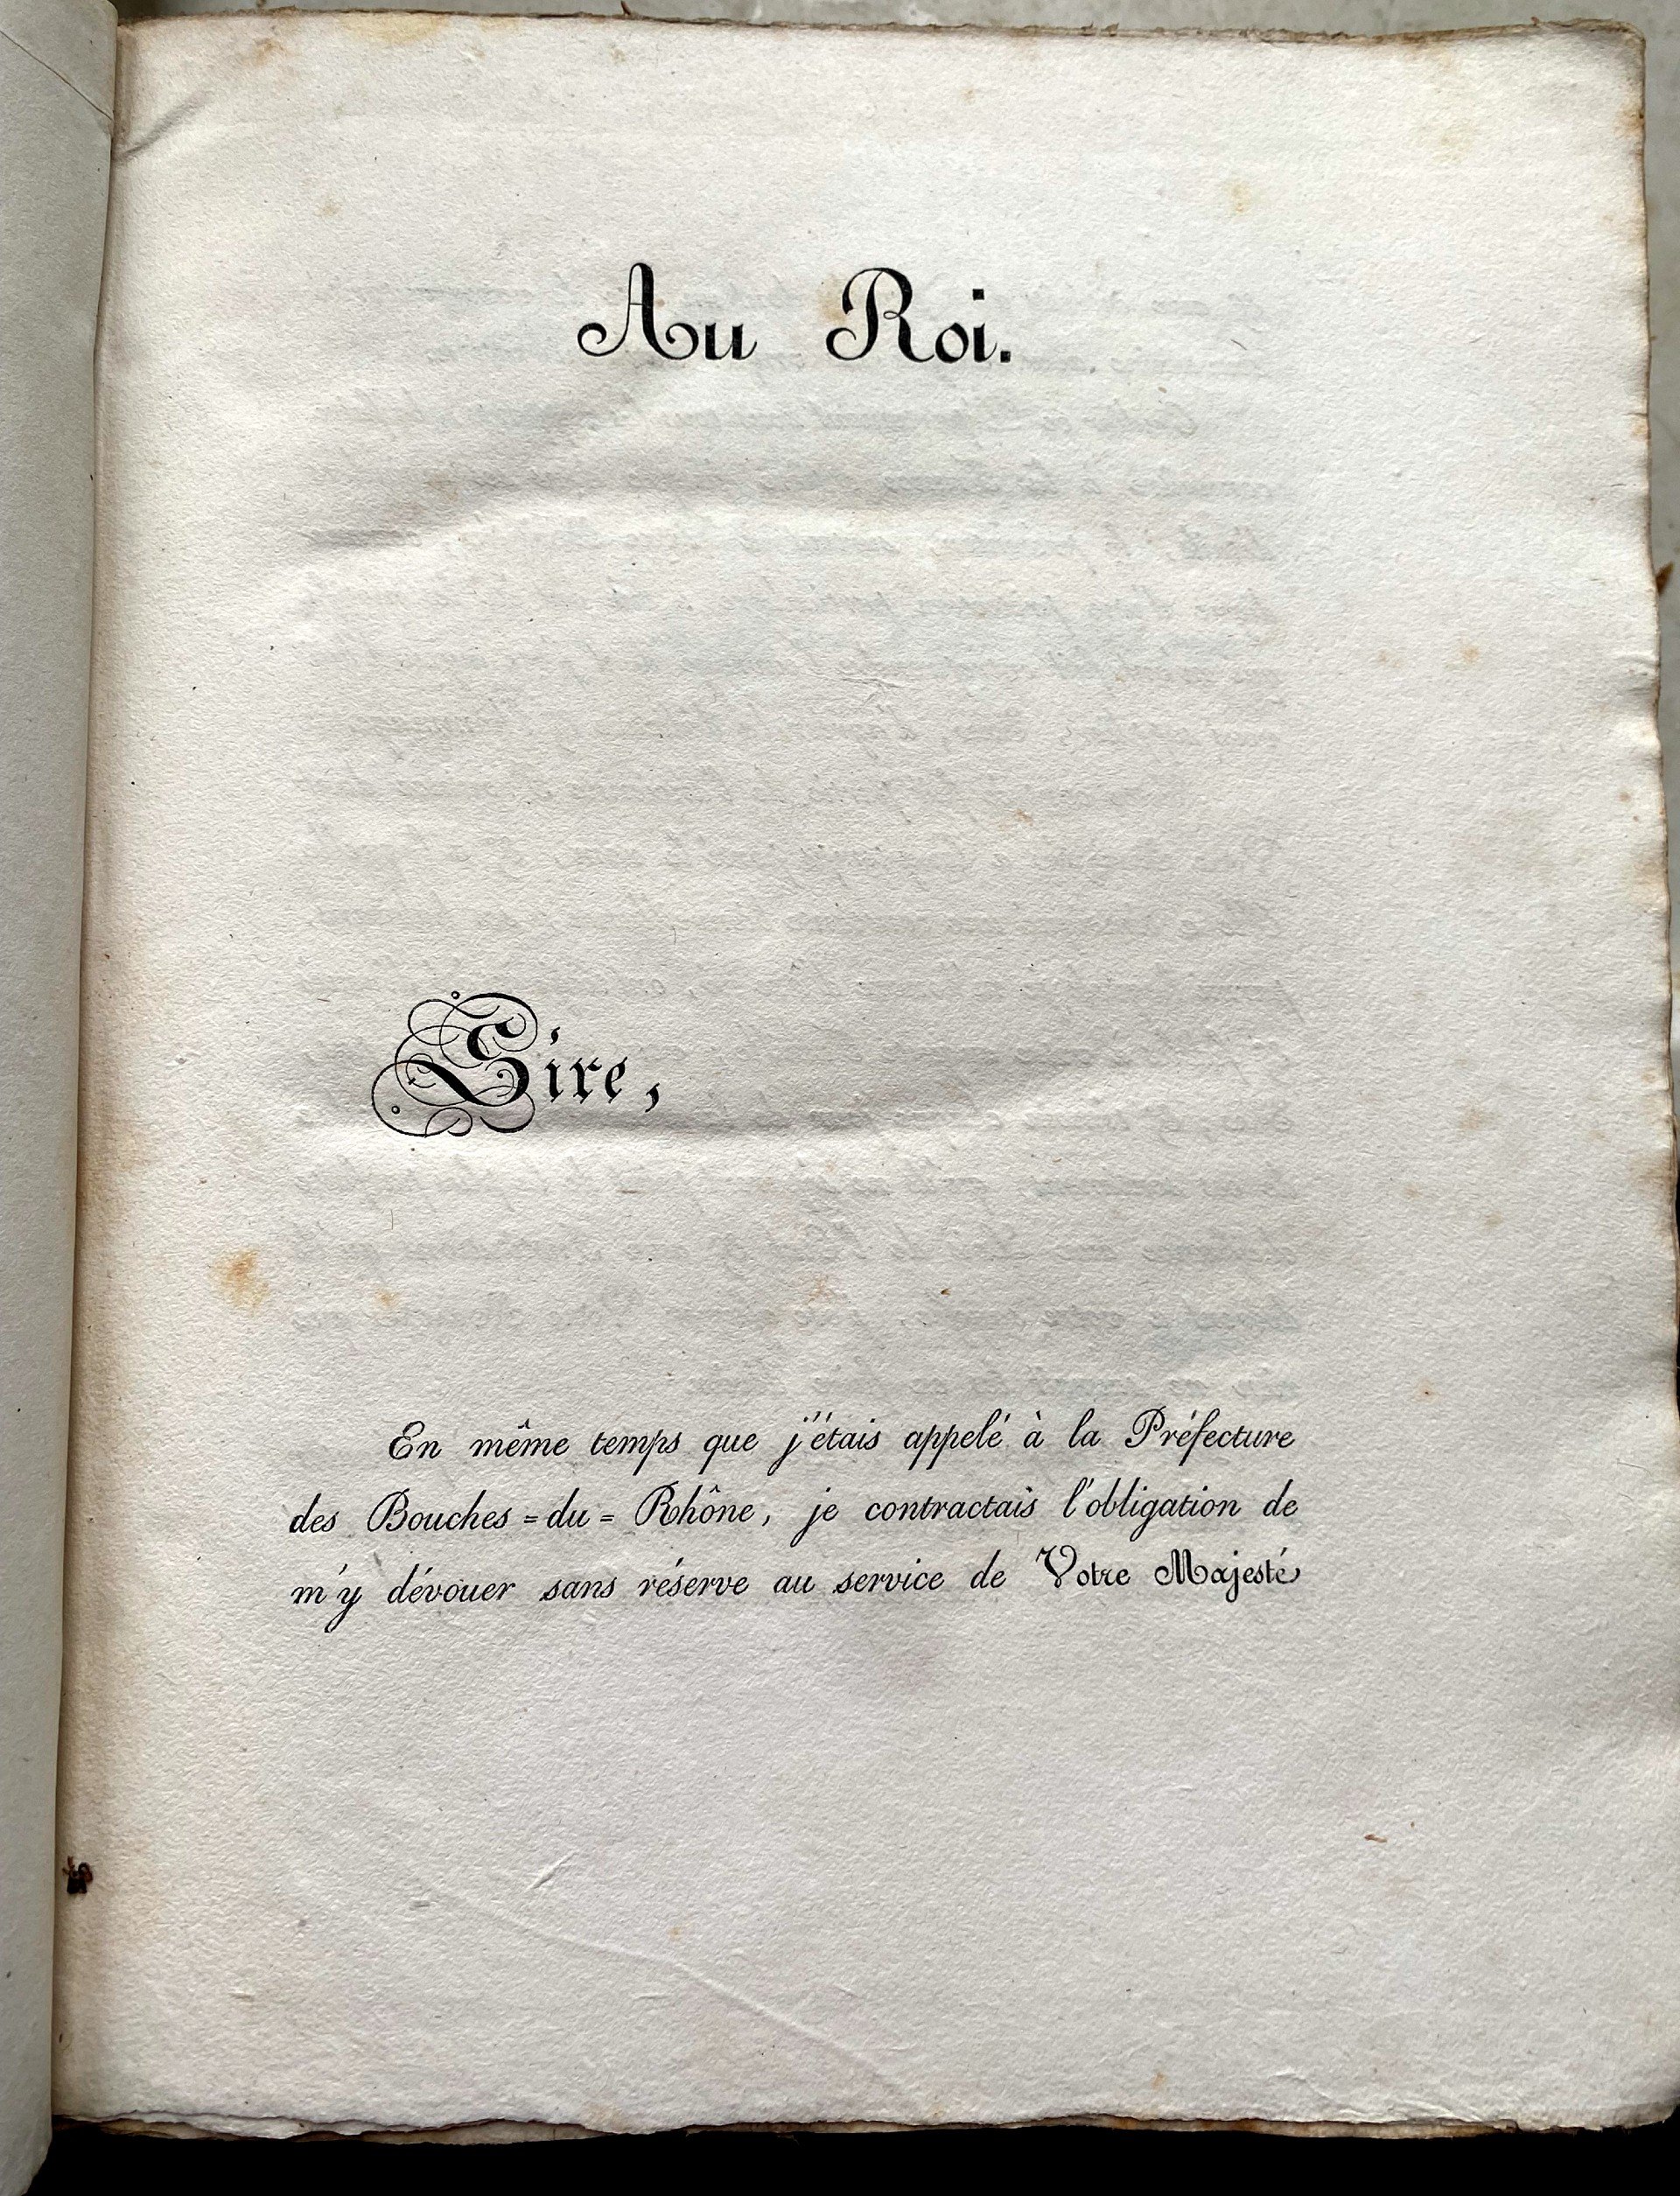 Au Roi.
Sire,
En même temps que j'étais appelé à la Préfecture
des Bouches=du=Rhône, je contractais l'obligation de
m'y dévouer sans réserve au service de Votre Majesté